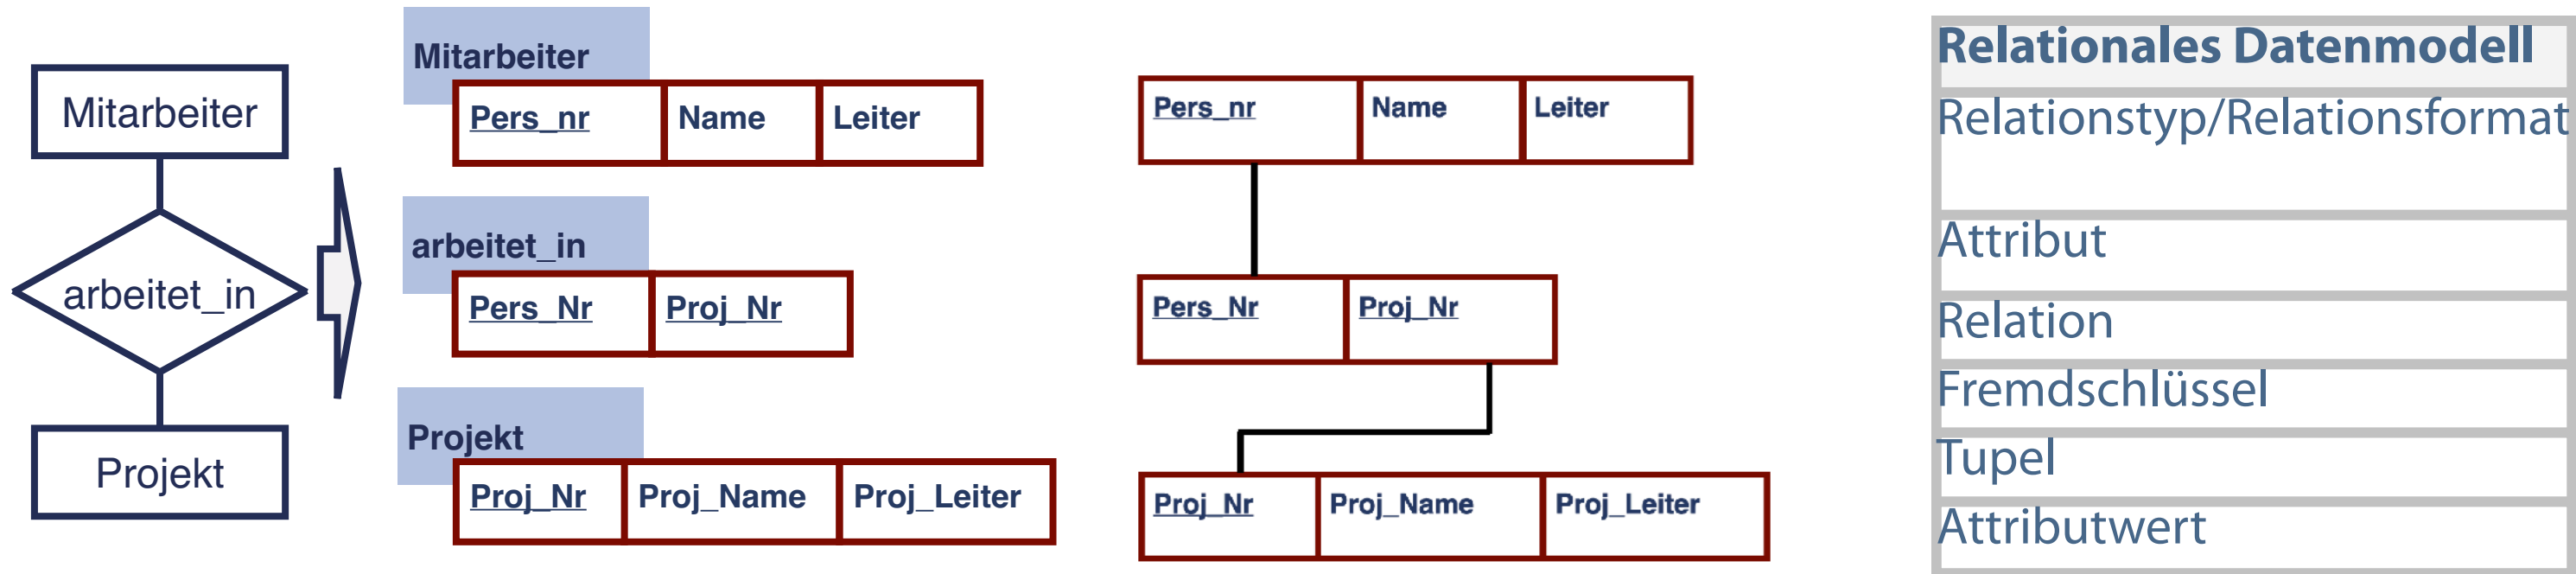 Mitarbeiter
arbeitet_in
Projekt
Mitarbeiter
Pers_nr Name Leiter
arbeitet_in
Pers_Nr Proj_Nr
Projekt
Proj_Nr Proj_Name Proj_Leiter
Pers_nr Name Leiter
Pers_Nr Proj_Nr
Proj_Nr Proj_Name Proj_Leiter
Relationales Datenmodell
Relationstyp/Relationsformat
Attribut
Relation
Fremdschlüssel
Tupel
Attributwert